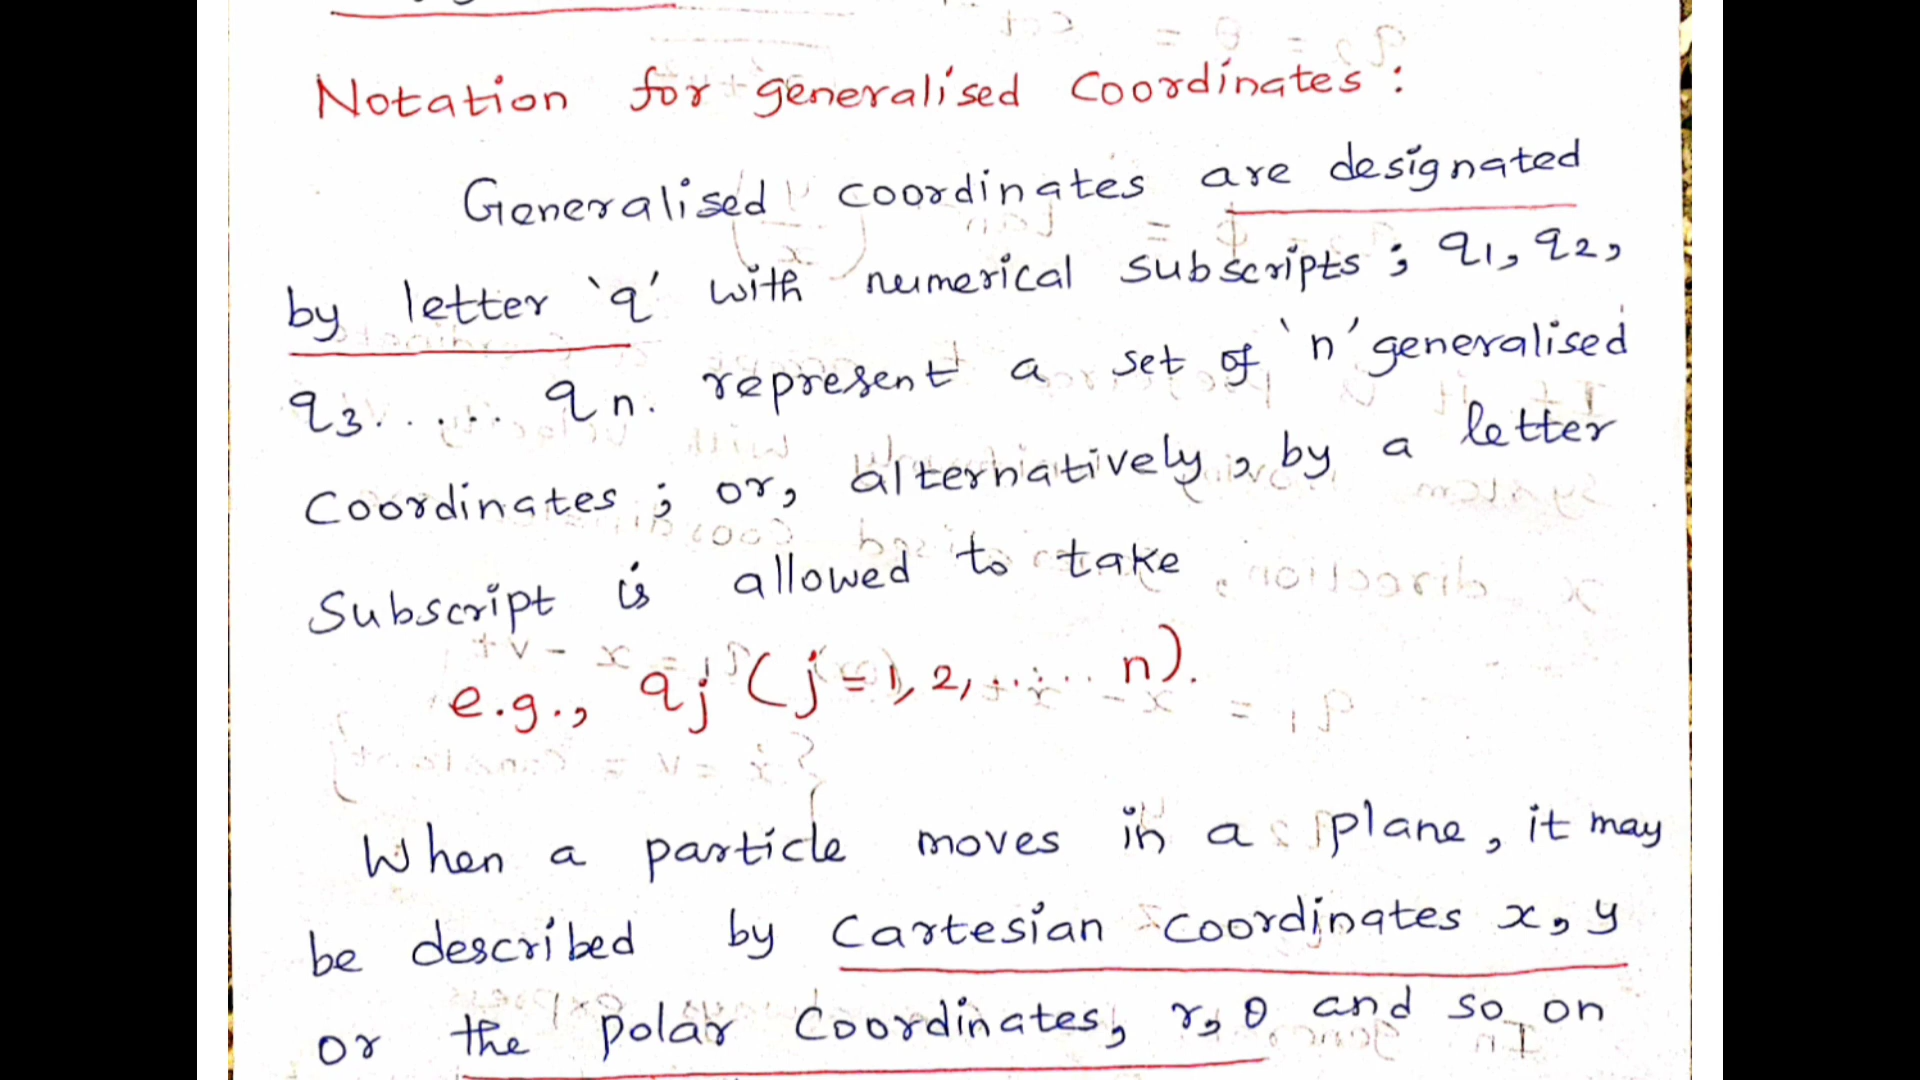 Notation for generalised Coordinates :
Generalised coordinates are designated
by letter 'q' with numerical subscripts ; q1, q2,
q3..... qn. represent a set of 'n' generalised
Coordinates ; or, alternatively, by a letter
Subscript is allowed to take
e.g., qj (j = 1, 2, ..... n).
When a particle moves in a plane, it may
be described by Cartesian coordinates x, y
or the polar Coordinates, r, θ and so on